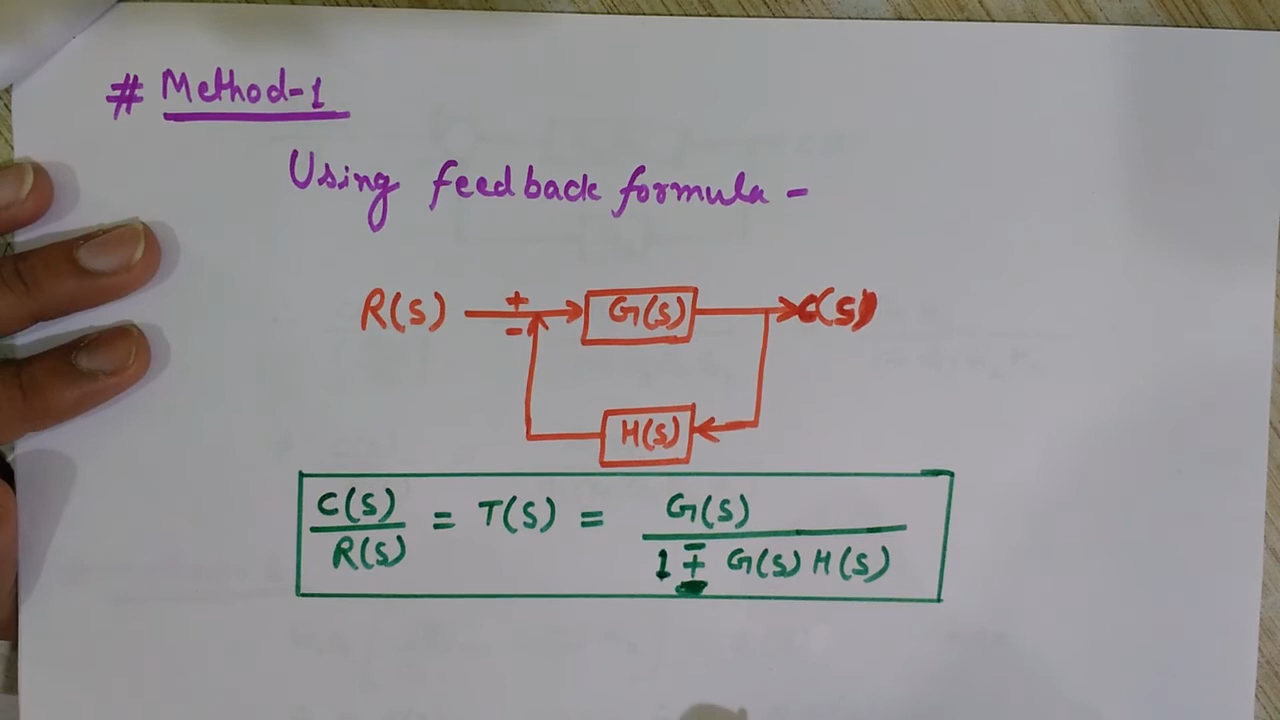 # Method-1
Using feedback formula -
R(s) + - G(s) C(s)
H(s)
C(s)/R(s) = T(s) = G(s)/1 ∓ G(s) H(s)